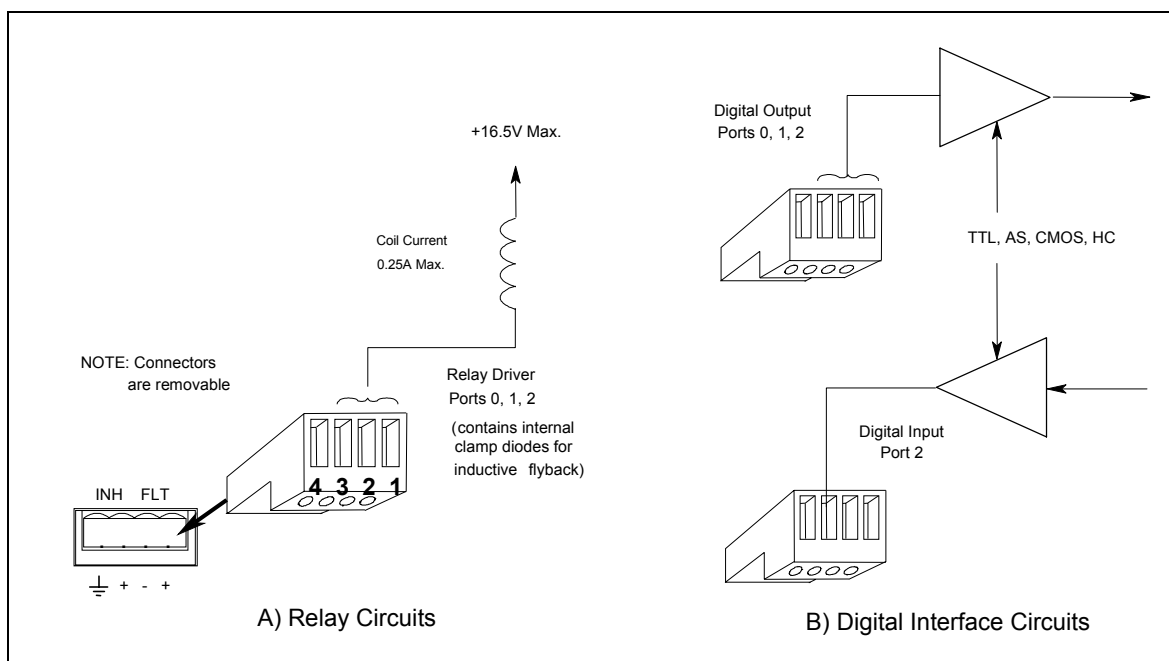 +16.5V Max.
Coil Current
0.25A Max.
NOTE: Connectors
are removable
Relay Driver
Ports 0, 1, 2
(contains internal
clamp diodes for
inductive flyback)
4 3 2 1
INH FLT
+ - +
A) Relay Circuits
Digital Output
Ports 0, 1, 2
TTL, AS, CMOS, HC
Digital Input
Port 2
B) Digital Interface Circuits